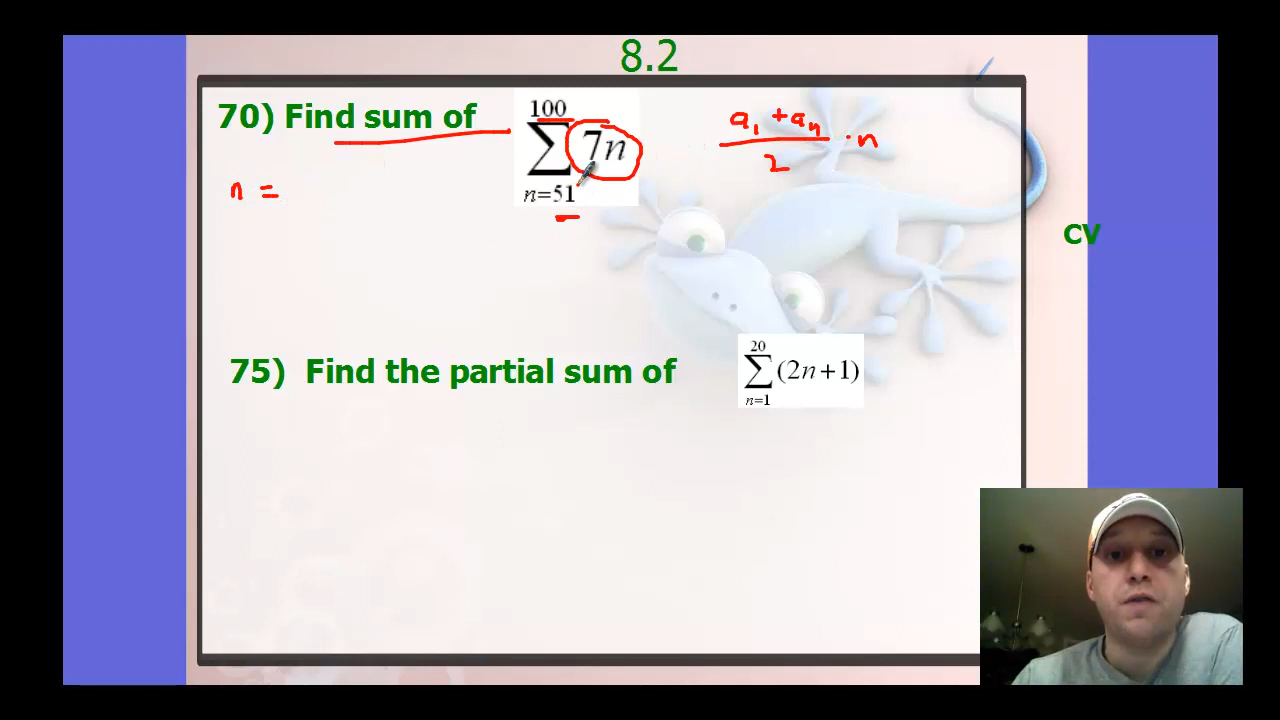 8.2
70) Find sum of
100
∑ 7n
n=51
a₁ + aₙ
2
· n
n =
CV
75) Find the partial sum of
20
∑ (2n+1)
n=1